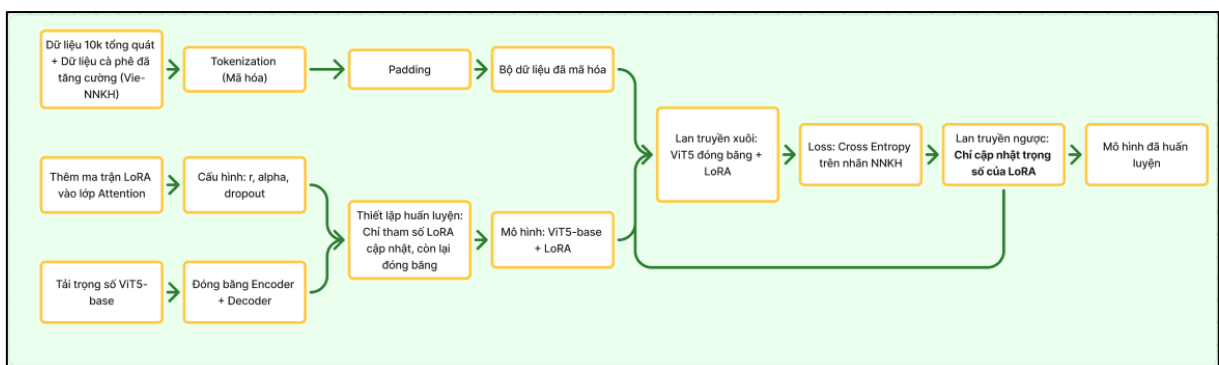 Dữ liệu 10k tổng quát
+ Dữ liệu cà phê đã
tăng cường (Vie-
NNKH)
Tokenization
(Mã hóa)
Padding
Bộ dữ liệu đã mã hóa
Thêm ma trận LoRA
vào lớp Attention
Cấu hình: r, alpha,
dropout
Tải trọng số ViT5-
base
Đóng băng Encoder
+ Decoder
Thiết lập huấn luyện:
Chỉ tham số LoRA
cập nhật, còn lại
đóng băng
Mô hình: ViT5-base
+ LoRA
Lan truyền xuôi:
ViT5 đóng băng +
LoRA
Loss: Cross Entropy
trên nhãn NNKH
Lan truyền ngược:
Chỉ cập nhật trọng
số của LoRA
Mô hình đã huấn
luyện